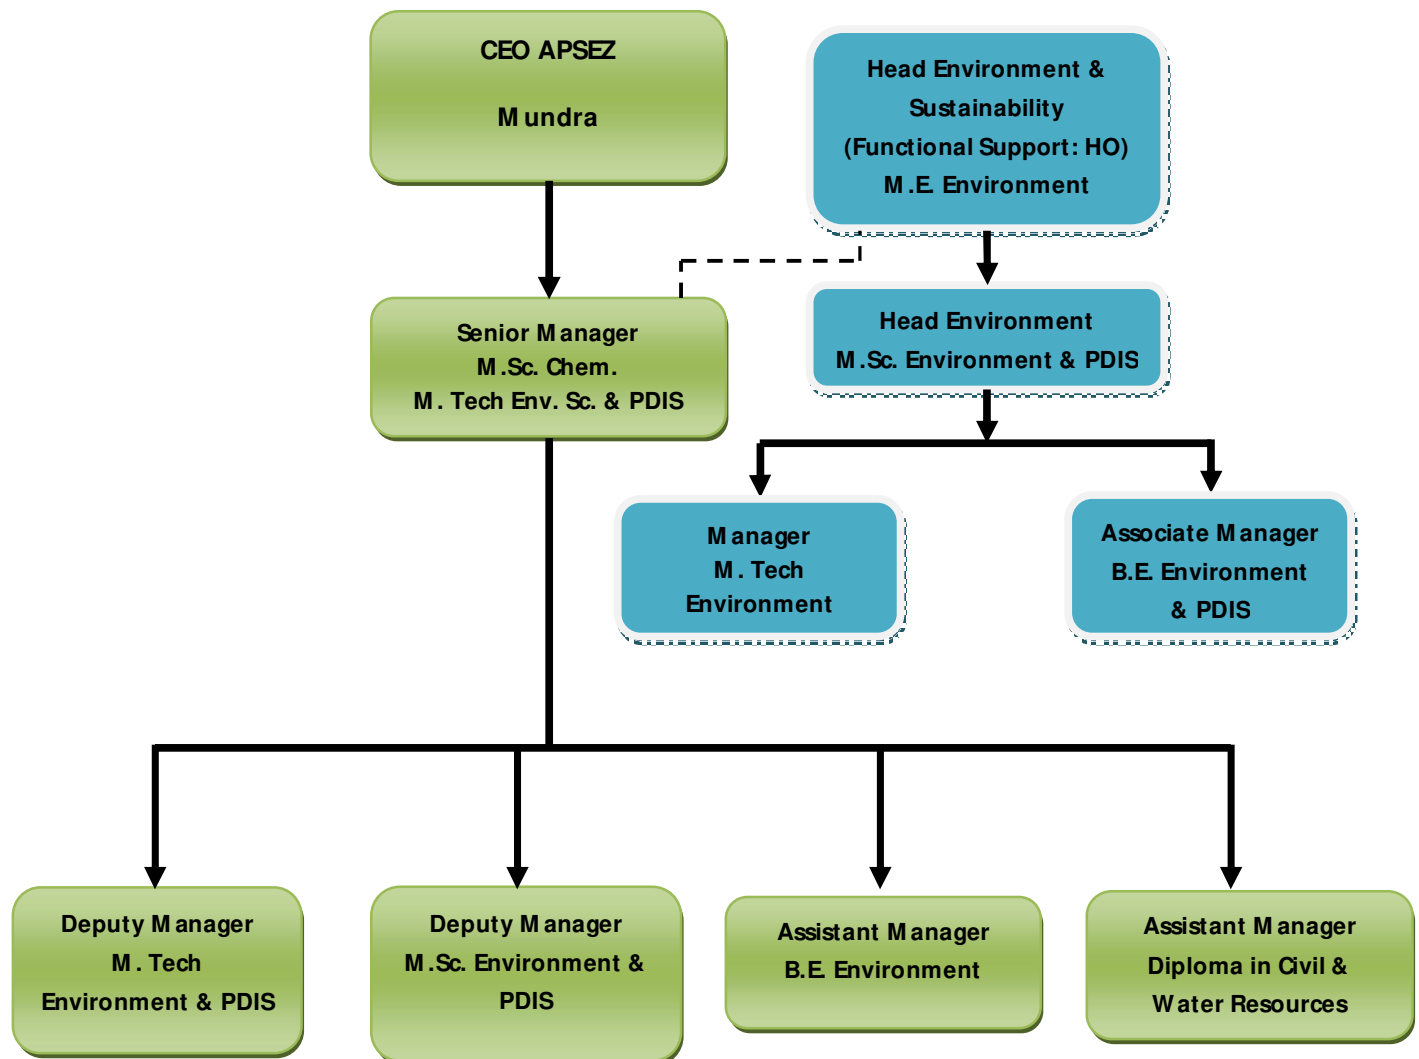 CEO APSEZ
Mundra
Head Environment &
Sustainability
(Functional Support: HO)
M.E. Environment
Senior Manager
M.Sc. Chem.
M. Tech Env. Sc. & PDIS
Head Environment
M.Sc. Environment & PDIS
Manager
M. Tech
Environment
Associate Manager
B.E. Environment
& PDIS
Deputy Manager
M. Tech
Environment & PDIS
Deputy Manager
M.Sc. Environment &
PDIS
Assistant Manager
B.E. Environment
Assistant Manager
Diploma in Civil &
Water Resources